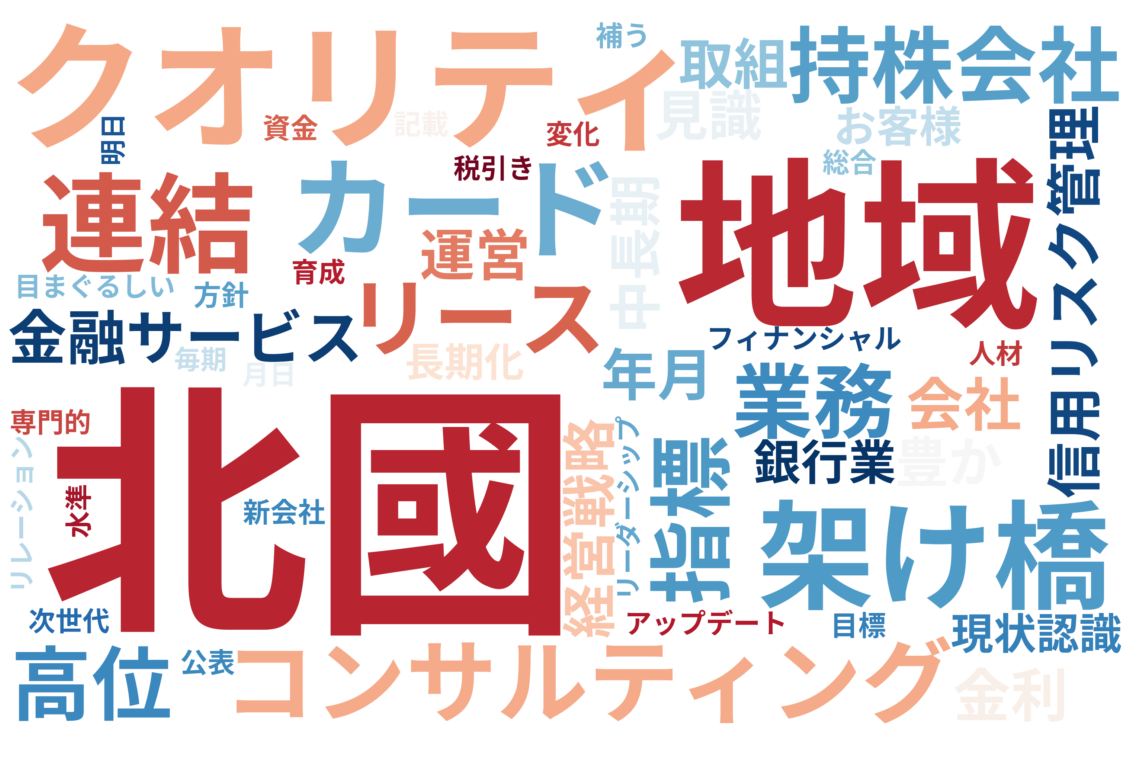 クオリティ
補う
取組
持株会社
資金
記載
変化
見識
お客様
明日
税引き
総合
連結
カード
運営
中長期
地域
信用リスク管理
育成
目まぐるしい
方針
リース
金融サービス
毎期
月日
長期化
フィナンシャル
年月
人材
業務
会社
専門的
北國
経営戦略
リーダーシップ
指標
銀行業
豊か
リレーション
水準
新会社
架け橋
次世代
アップデート
目標
現状認識
高位
公表
コンサルティング
金利